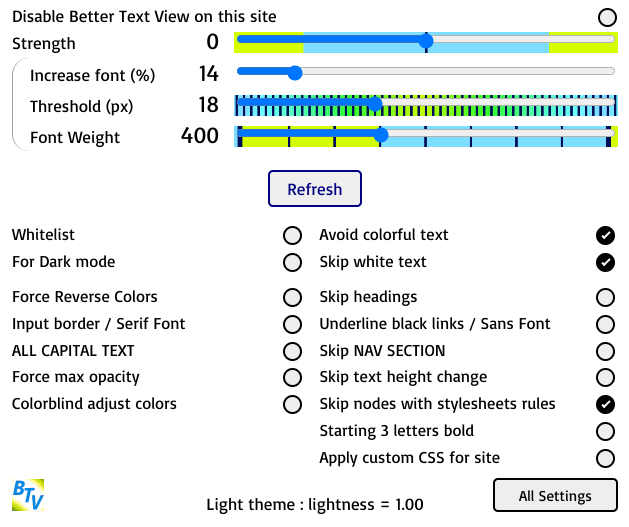 Disable Better Text View on this site
Strength 0
Increase font (%) 14
Threshold (px) 18
Font Weight 400
Refresh
Whitelist Avoid colorful text
For Dark mode Skip white text
Force Reverse Colors Skip headings
Input border / Serif Font Underline black links / Sans Font
ALL CAPITAL TEXT Skip NAV SECTION
Force max opacity Skip text height change
Colorblind adjust colors Skip nodes with stylesheets rules
Starting 3 letters bold
Apply custom CSS for site
BTV Light theme : lightness = 1.00 All Settings